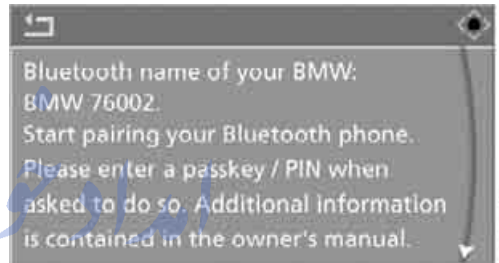 Bluetooth name of your BMW:
BMW 76002.
Start pairing your Bluetooth phone.
Please enter a passkey / PIN when
asked to do so. Additional information
is contained in the owner's manual.